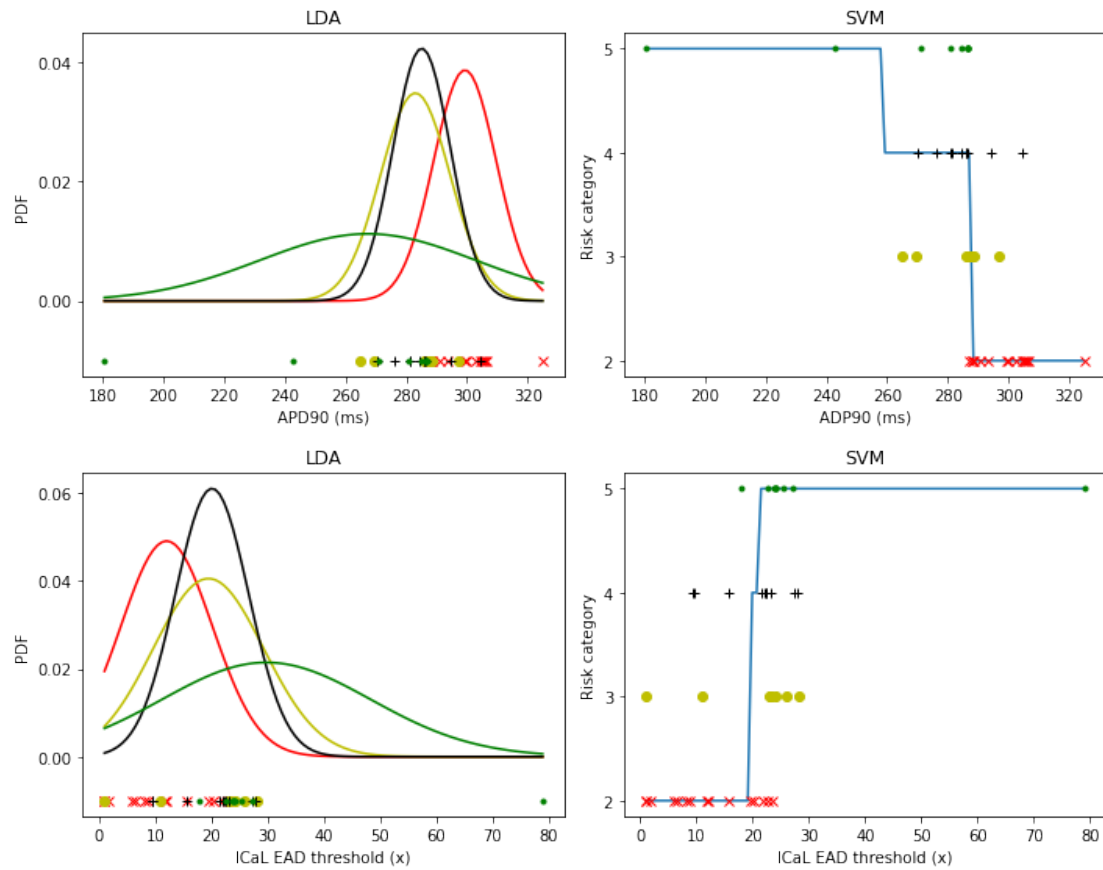 LDA
0.04
0.02
0.00
PDF
180 200 220 240 260 280 300 320
APD90 (ms)
SVM
5
4
3
2
Risk category
180 200 220 240 260 280 300 320
ADP90 (ms)
LDA
0.06
0.04
0.02
0.00
PDF
0 10 20 30 40 50 60 70 80
ICaL EAD threshold (x)
SVM
5
4
3
2
Risk category
0 10 20 30 40 50 60 70 80
ICaL EAD threshold (x)